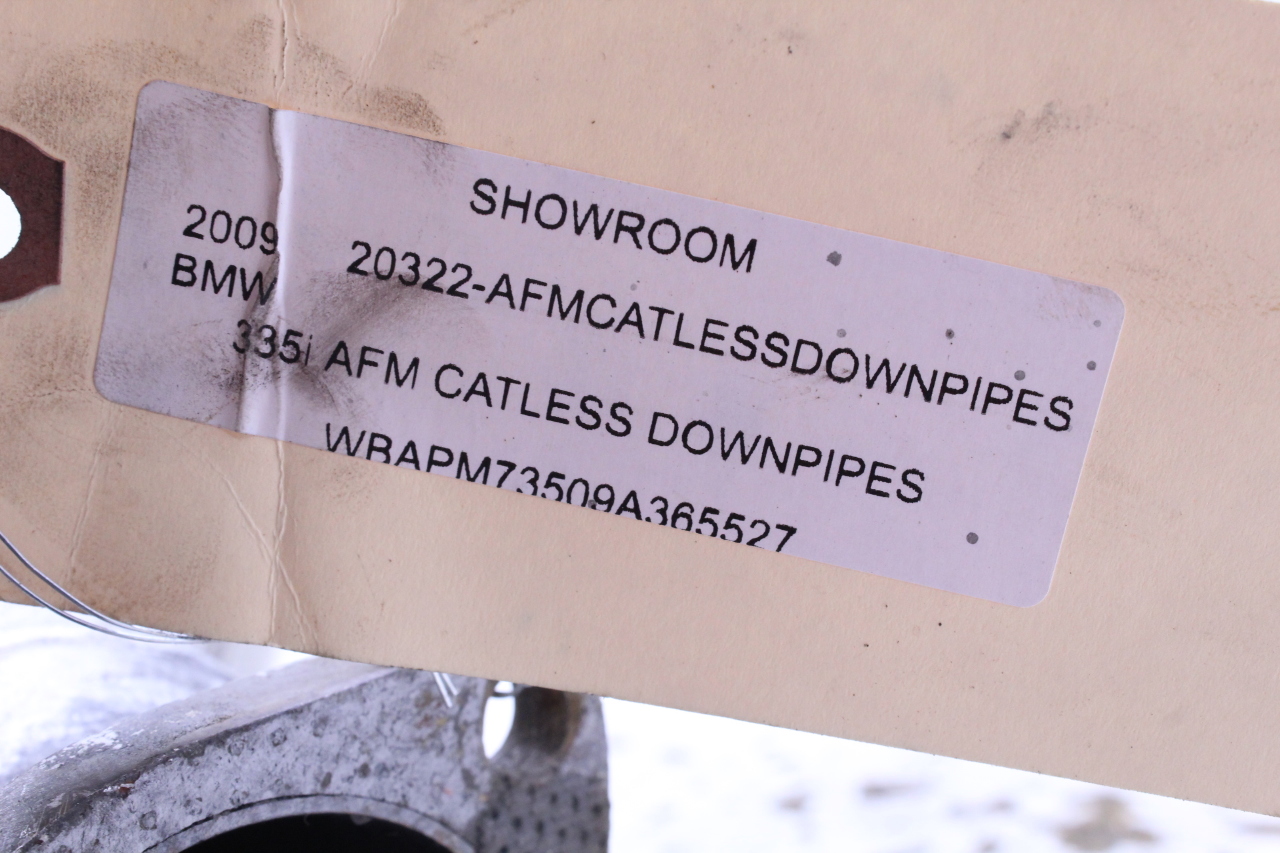 SHOWROOM
2009 20322-AFMCATLESSDOWNPIPES
BMW
335i AFM CATLESS DOWNPIPES
WBAPM73509A365527